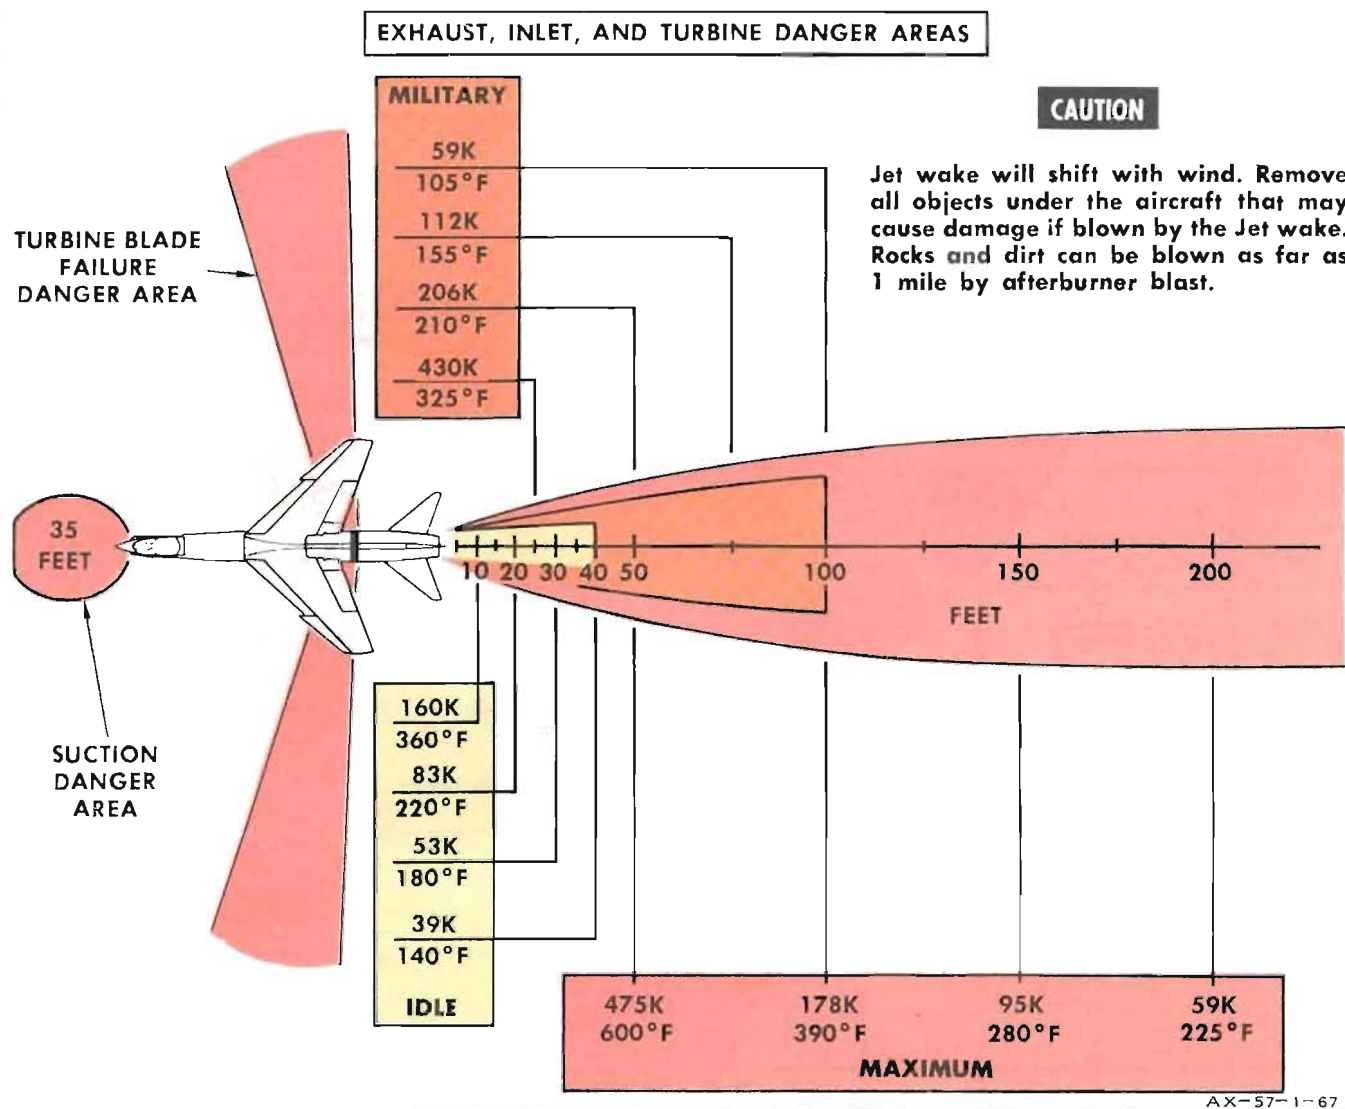 EXHAUST, INLET, AND TURBINE DANGER AREAS
MILITARY
59K
105°F
112K
155°F
206K
210°F
430K
325°F
CAUTION
Jet wake will shift with wind. Remove
all objects under the aircraft that may
cause damage if blown by the Jet wake.
Rocks and dirt can be blown as far as
1 mile by afterburner blast.
TURBINE BLADE
FAILURE
DANGER AREA
35
FEET
10 20 30 40 50 100 150 200
FEET
SUCTION
DANGER
AREA
160K
360°F
83K
220°F
53K
180°F
39K
140°F
IDLE
475K 178K 95K 59K
600°F 390°F 280°F 225°F
MAXIMUM
AX-57-1-67